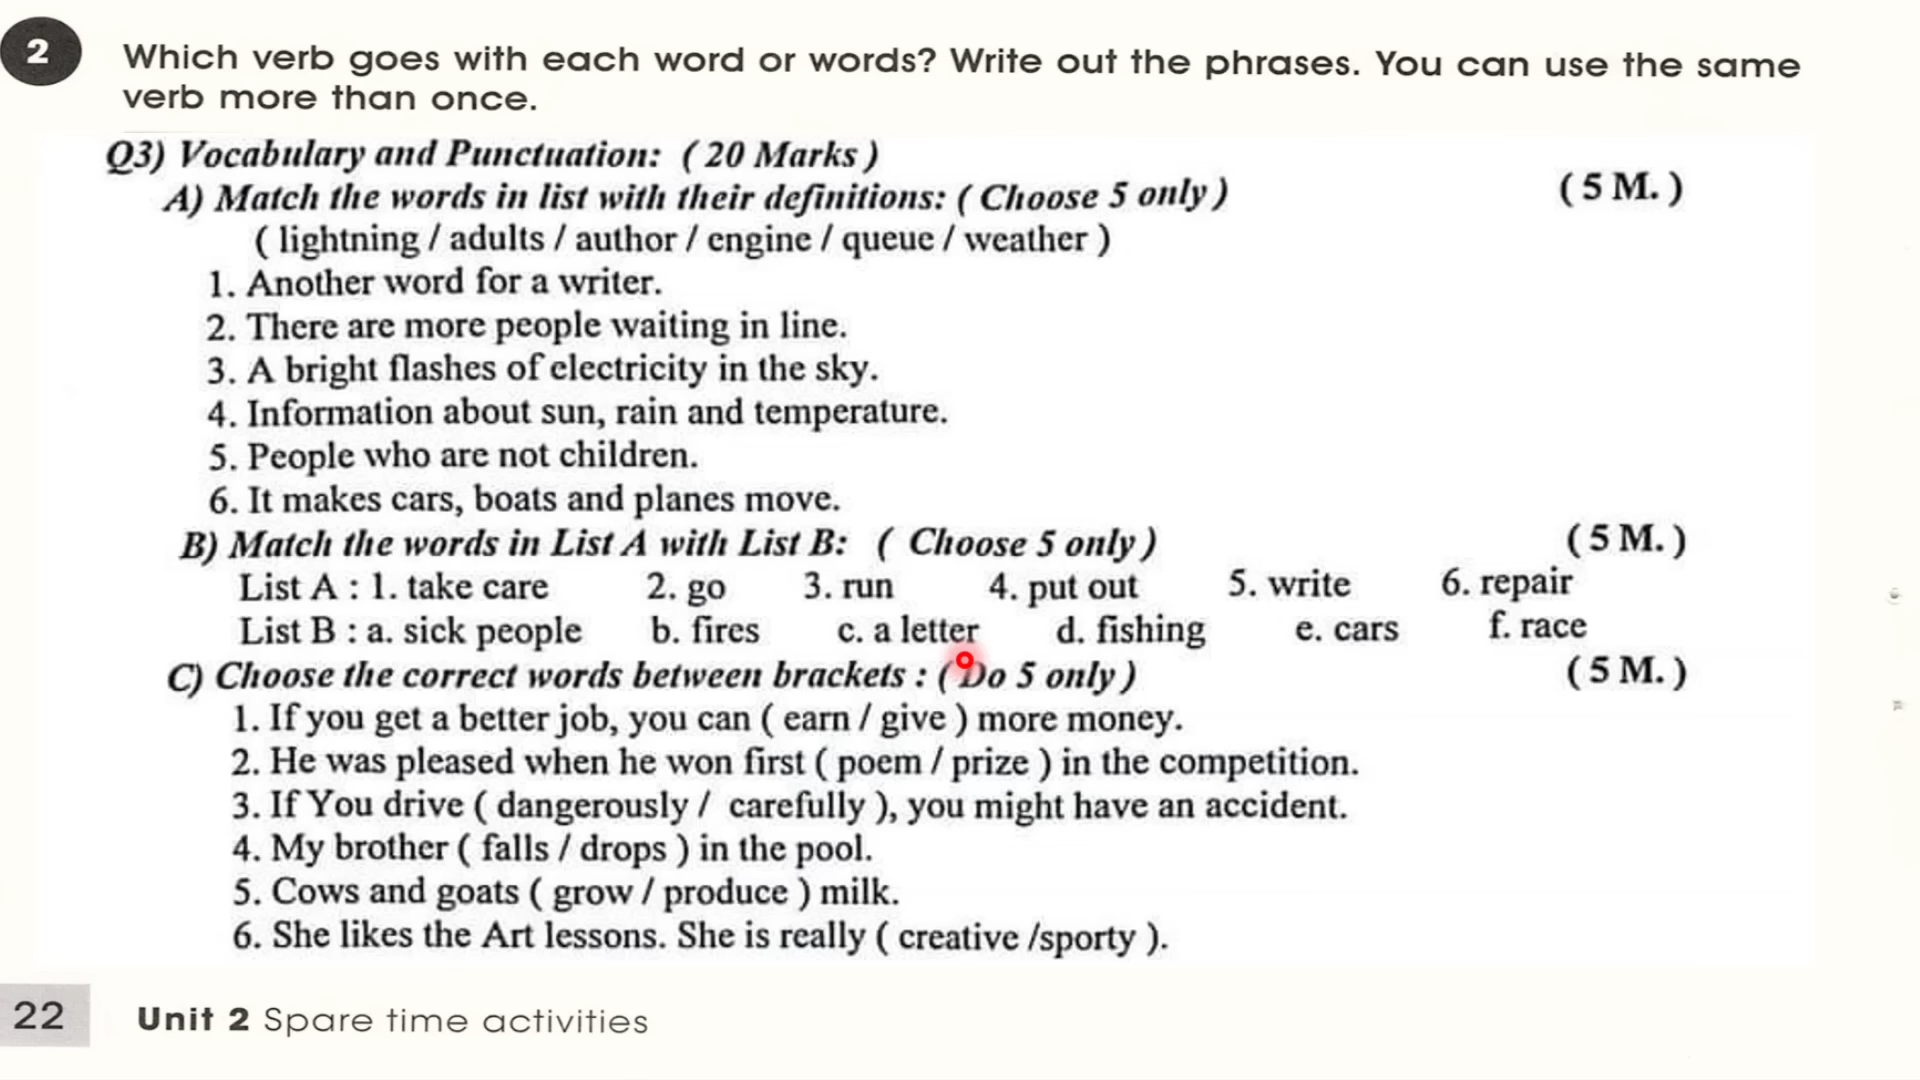 2
Which verb goes with each word or words? Write out the phrases. You can use the same
verb more than once.
Q3) Vocabulary and Punctuation: ( 20 Marks )
A) Match the words in list with their definitions: ( Choose 5 only ) ( 5 M. )
( lightning / adults / author / engine / queue / weather )
1. Another word for a writer.
2. There are more people waiting in line.
3. A bright flashes of electricity in the sky.
4. Information about sun, rain and temperature.
5. People who are not children.
6. It makes cars, boats and planes move.
B) Match the words in List A with List B: ( Choose 5 only ) ( 5 M. )
List A : 1. take care 2. go 3. run 4. put out 5. write 6. repair
List B : a. sick people b. fires c. a letter d. fishing e. cars f. race
C) Choose the correct words between brackets : ( Do 5 only ) ( 5 M. )
1. If you get a better job, you can ( earn / give ) more money.
2. He was pleased when he won first ( poem / prize ) in the competition.
3. If You drive ( dangerously / carefully ), you might have an accident.
4. My brother ( falls / drops ) in the pool.
5. Cows and goats ( grow / produce ) milk.
6. She likes the Art lessons. She is really ( creative /sporty ).
22 Unit 2 Spare time activities